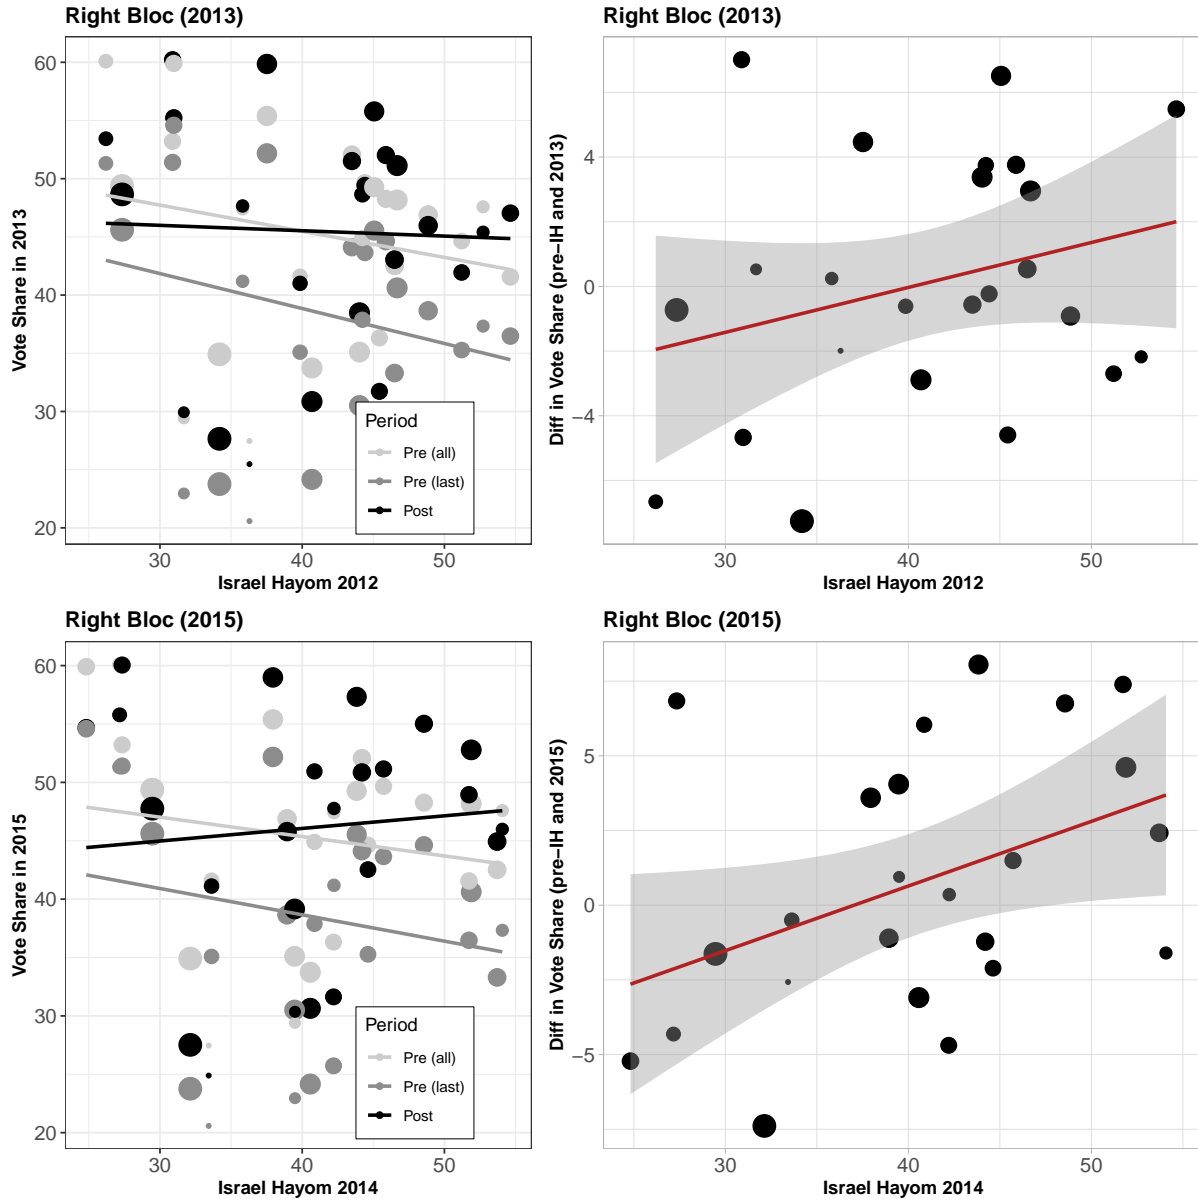 Right Bloc (2013)
Vote Share in 2013
60
50
40
30
20
Period
Pre (all)
Pre (last)
Post
30
40
50
Israel Hayom 2012
Right Bloc (2013)
Diff in Vote Share (pre−IH and 2013)
4
0
−4
30
40
50
Israel Hayom 2012
Right Bloc (2015)
Vote Share in 2015
60
50
40
30
20
Period
Pre (all)
Pre (last)
Post
30
40
50
Israel Hayom 2014
Right Bloc (2015)
Diff in Vote Share (pre−IH and 2015)
5
0
−5
30
40
50
Israel Hayom 2014